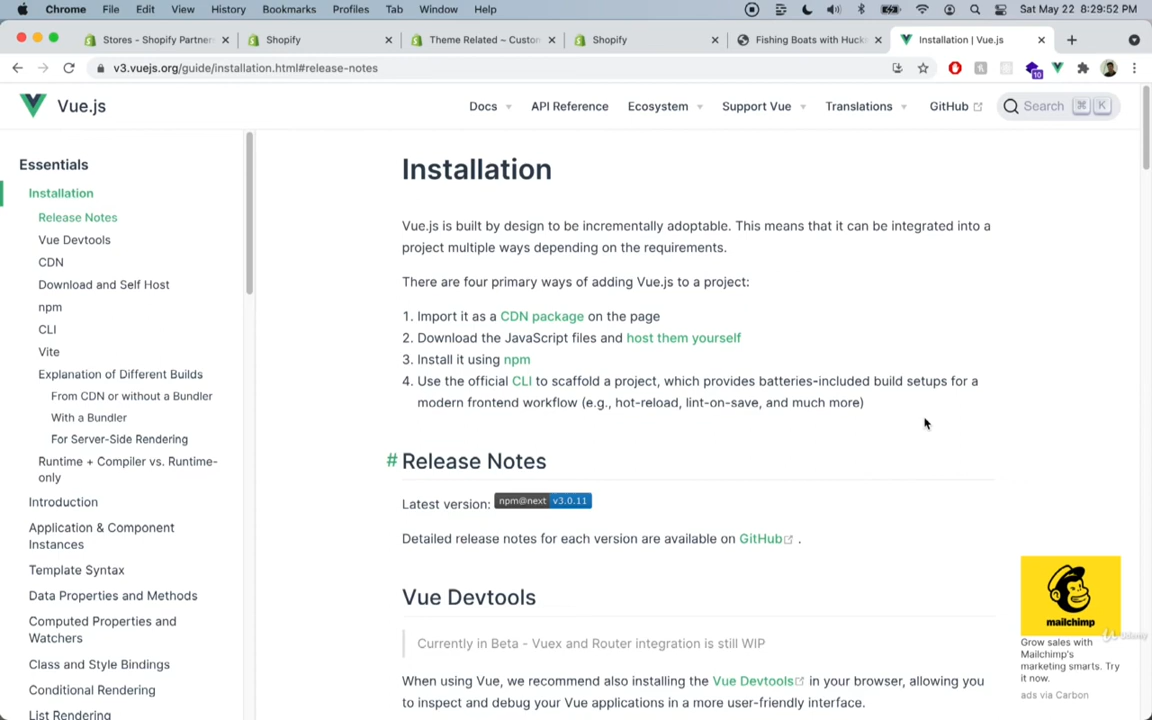 Chrome File Edit View History Bookmarks Profiles Tab Window Help Sat May 22 8:29:52 PM
Stores - Shopify Partner Shopify Theme Related ~ Custon Shopify Fishing Boats with Huck Installation | Vue.js
v3.vuejs.org/guide/installation.html#release-notes
10
Vue.js Docs API Reference Ecosystem Support Vue Translations GitHub Search ⌘ K
Essentials
Installation
Release Notes
Vue Devtools
CDN
Download and Self Host
npm
CLI
Vite
Explanation of Different Builds
From CDN or without a Bundler
With a Bundler
For Server-Side Rendering
Runtime + Compiler vs. Runtime-
only
Introduction
Application & Component
Instances
Template Syntax
Data Properties and Methods
Computed Properties and
Watchers
Class and Style Bindings
Conditional Rendering
List Rendering
Installation
Vue.js is built by design to be incrementally adoptable. This means that it can be integrated into a
project multiple ways depending on the requirements.
There are four primary ways of adding Vue.js to a project:
1. Import it as a CDN package on the page
2. Download the JavaScript files and host them yourself
3. Install it using npm
4. Use the official CLI to scaffold a project, which provides batteries-included build setups for a
modern frontend workflow (e.g., hot-reload, lint-on-save, and much more)
# Release Notes
Latest version: npm@next v3.0.11
Detailed release notes for each version are available on GitHub .
Vue Devtools
Currently in Beta - Vuex and Router integration is still WIP
When using Vue, we recommend also installing the Vue Devtools in your browser, allowing you
to inspect and debug your Vue applications in a more user-friendly interface.
mailchimp
Grow sales with
Mailchimp's
marketing smarts. Try
it now.
ads via Carbon
Udemy